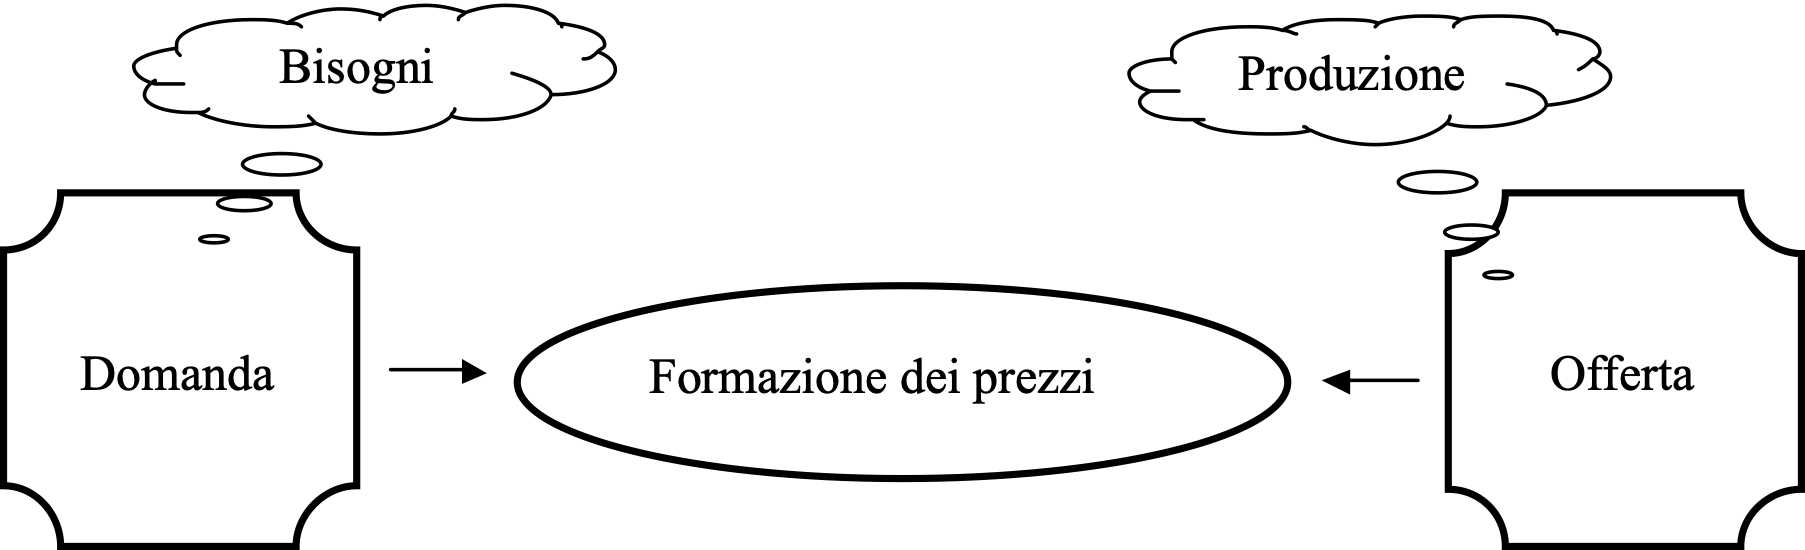 Bisogni
Produzione
Domanda
Formazione dei prezzi
Offerta